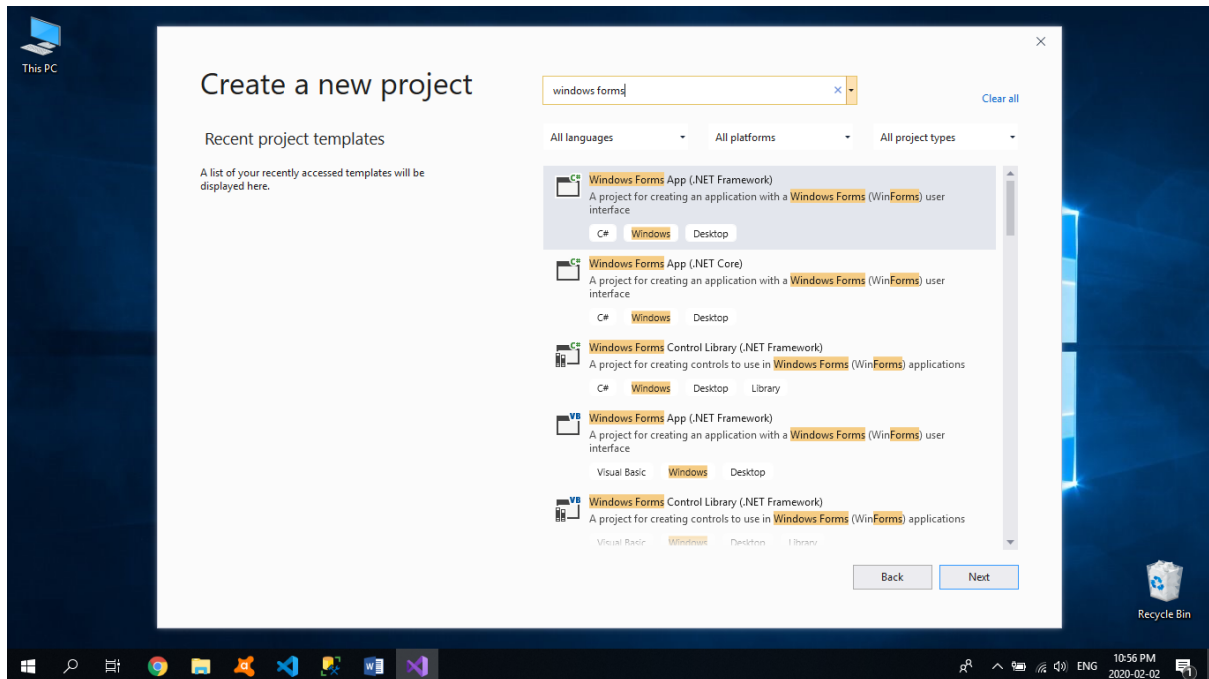 This PC
Create a new project
windows forms
Clear all
Recent project templates
All languages
All platforms
All project types
A list of your recently accessed templates will be
displayed here.
Windows Forms App (.NET Framework)
A project for creating an application with a Windows Forms (WinForms) user
interface
C# Windows Desktop
Windows Forms App (.NET Core)
A project for creating an application with a Windows Forms (WinForms) user
interface
C# Windows Desktop
Windows Forms Control Library (.NET Framework)
A project for creating controls to use in Windows Forms (WinForms) applications
C# Windows Desktop Library
Windows Forms App (.NET Framework)
A project for creating an application with a Windows Forms (WinForms) user
interface
Visual Basic Windows Desktop
Windows Forms Control Library (.NET Framework)
A project for creating controls to use in Windows Forms (WinForms) applications
Visual Basic Windows Desktop Library
Back
Next
Recycle Bin
ENG
10:56 PM
2020-02-02